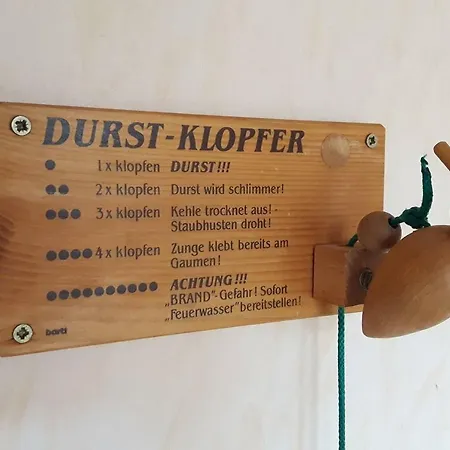 DURST-KLOPFER
1 x klopfen DURST!!!
2 x klopfen Durst wird schlimmer!
3 x klopfen Kehle trocknet aus! -
Staubhusten droht!
4 x klopfen Zunge klebt bereits am
Gaumen!
ACHTUNG!!!
„BRAND"-Gefahr! Sofort
„Feuerwasser" bereitstellen!
bartl